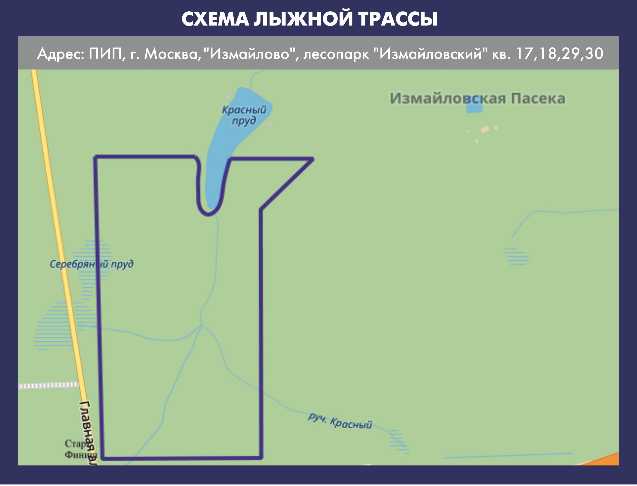 СХЕМА ЛЫЖНОЙ ТРАССЫ
Адрес: ПИП, г. Москва,"Измайлово", лесопарк "Измайловский" кв. 17,18,29,30
Красный
пруд
Измайловская Пасека
Серебряный пруд
Главная
руч. Красный